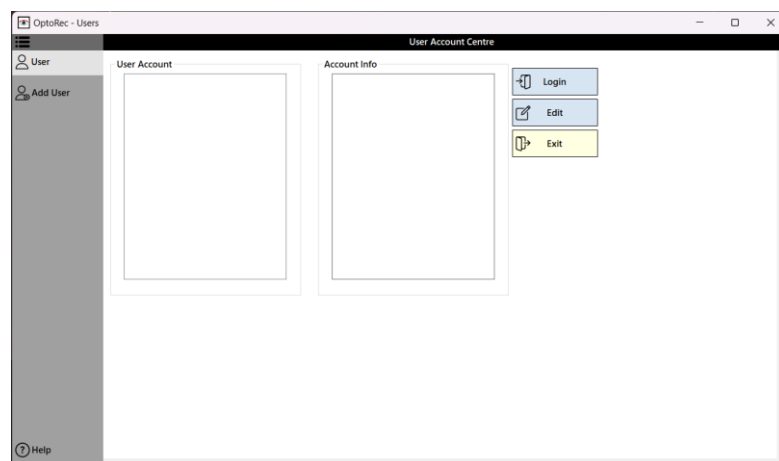 OptoRec - Users
User Account Centre
User
Add User
User Account
Account Info
Login
Edit
Exit
Help